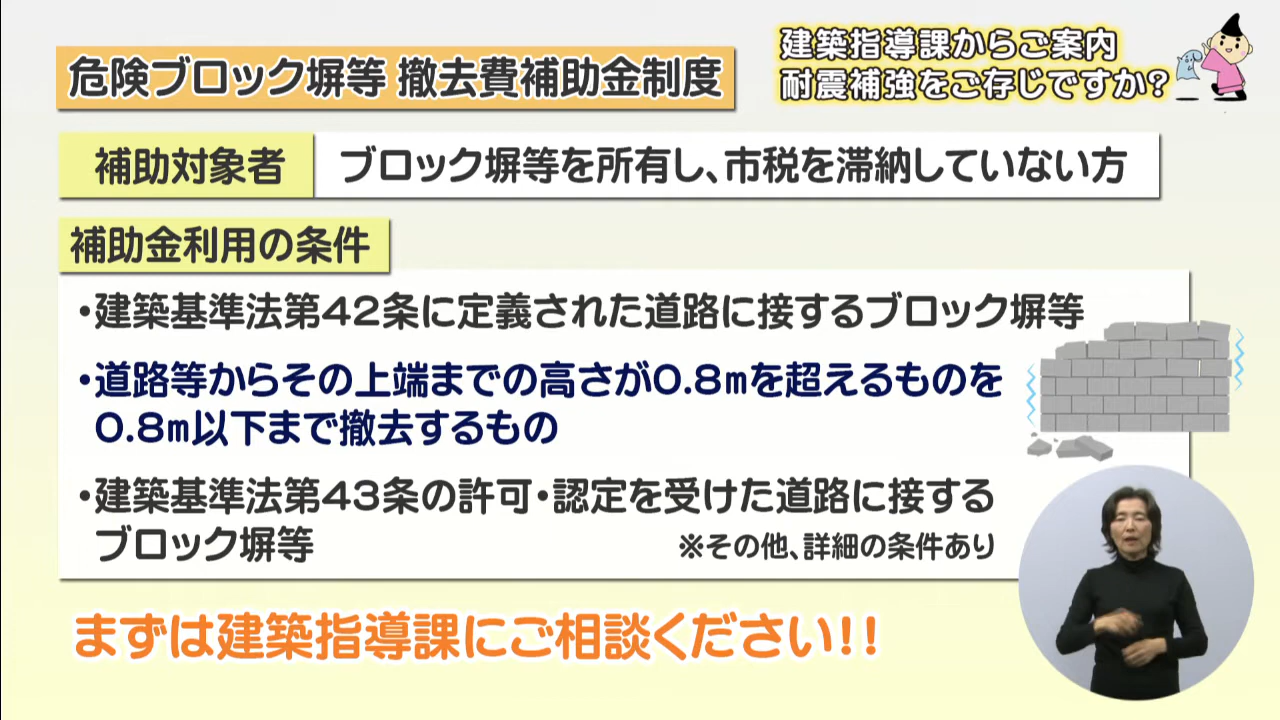 建築指導課からご案内
耐震補強をご存じですか?
危険ブロック塀等 撤去費補助金制度
補助対象者
ブロック塀等を所有し、市税を滞納していない方
補助金利用の条件
・建築基準法第42条に定義された道路に接するブロック塀等
・道路等からその上端までの高さが0.8mを超えるものを
0.8m以下まで撤去するもの
・建築基準法第43条の許可・認定を受けた道路に接する
ブロック塀等
※その他、詳細の条件あり
まずは建築指導課にご相談ください!!